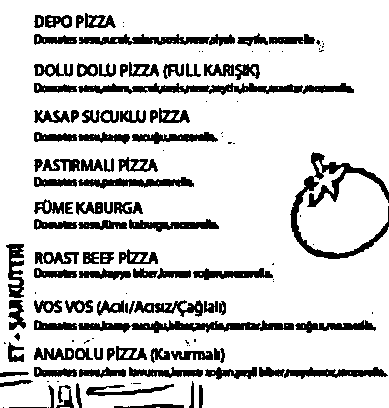 DEPO PİZZA
Domates sosu,sucuk,salam,sosis,mısır,siyah zeytin,mozarella.
DOLU DOLU PİZZA (FULL KARIŞIK)
Domates sosu,salam,sucuk,sosis,mısır,zeytin,biber,mantar,mozarella.
KASAP SUCUKLU PİZZA
Domates sosu,kasap sucuğu,mozarella.
PASTIRMALI PİZZA
Domates sosu,pastırma,mozarella.
FÜME KABURGA
Domates sosu,füme kaburga,mozarella.
ROAST BEEF PİZZA
Domates sosu,kapya biber,kırmızı soğan,mozarella.
VOS VOS (Acılı/Acısız/Çağlalı)
Domates sosu,kasap sucuğu,biber,zeytin,mantar,kırmızı soğan,mozarella.
ANADOLU PİZZA (Kavurmalı)
Domates sosu,dana kavurma,kırmızı soğan,yeşil biber,mozarella.
ET - ŞARKÜTERİ